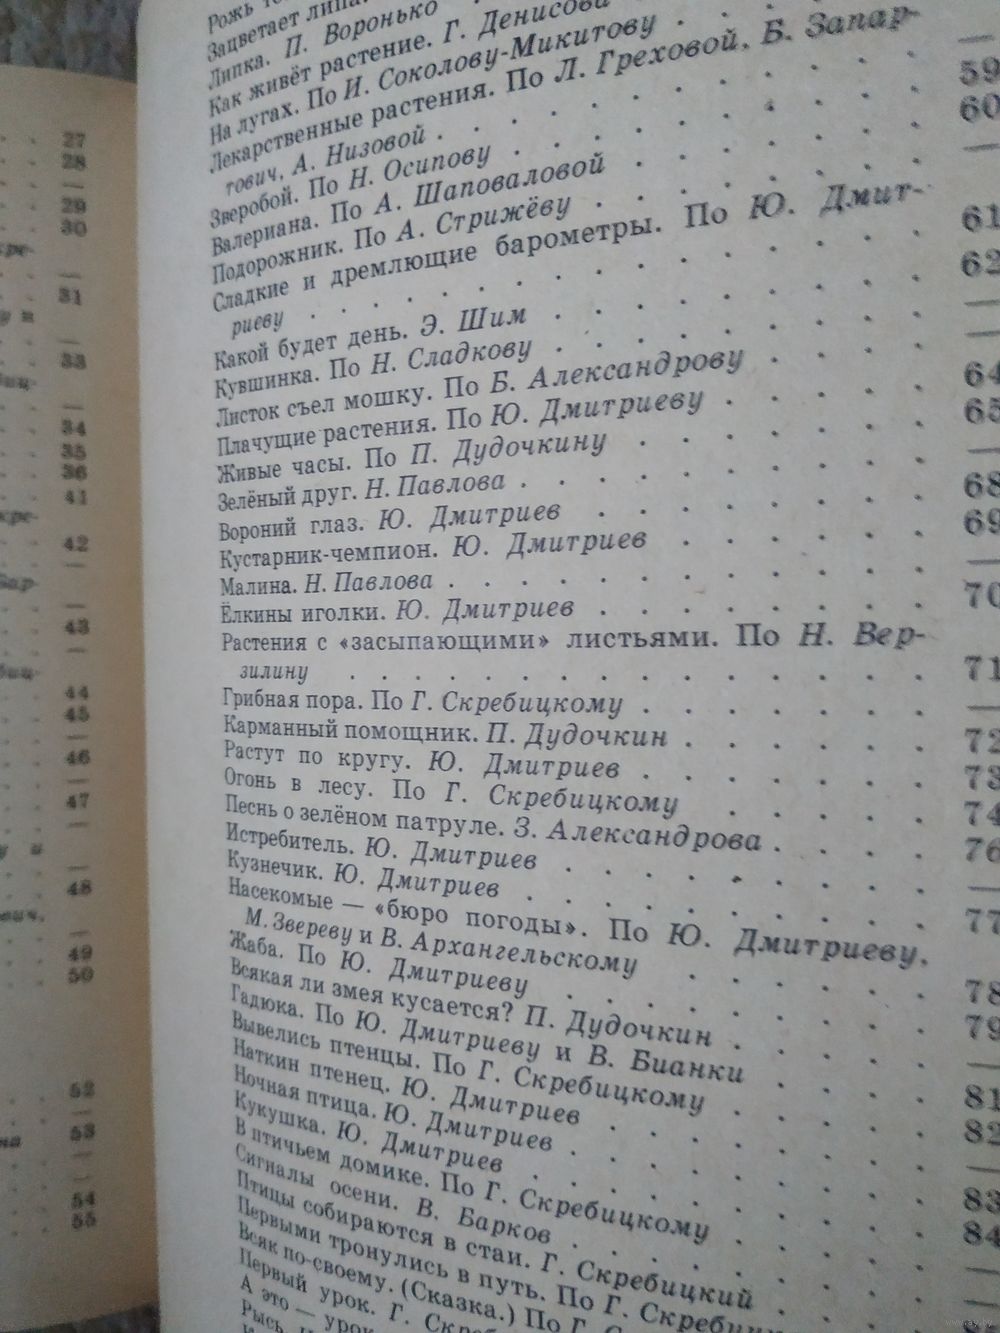 27
28
—
29
30
—
31
у и
33
—
34
35
36
41
42
—
—
43
—
44
45
46
—
47
—
у и
—
48
—
49
50
52
—
53
—
54
55
Рожь
Зацветает липа.
Липка. П. Воронько
Как живёт растение. Г. Денисова
На лугах. По И. Соколову-Микитову
Лекарственные растения. По Л. Греховой, Б. Запар- —
тович, А. Низовой . . . . . . . 59
Зверобой. По Н. Осипову . . . . . . 60
Валериана. По А. Шаповаловой . . . . . —
Подорожник. По А. Стрижёву . . . . .
Сладкие и дремлющие барометры. По Ю. Дмит-
риеву . . . . . . . . . . 61
Какой будет день. Э. Шим . . . . . . 62
Кувшинка. По Н. Сладкову . . . . . . —
Листок съел мошку. По Б. Александрову . . . —
Плачущие растения. По Ю. Дмитриеву . . . . 64
Живые часы. По П. Дудочкину . . . . . 65
Зелёный друг. Н. Павлова . . . . . . . —
Вороний глаз. Ю. Дмитриев . . . . . . 68
Кустарник-чемпион. Ю. Дмитриев . . . . . 69
Малина. Н. Павлова . . . . . . . . —
Ёлкины иголки. Ю. Дмитриев . . . . . . 70
Растения с «засыпающими» листьями. По Н. Вер-
зилину . . . . . . . . . . 71
Грибная пора. По Г. Скребицкому . . . . . —
Карманный помощник. П. Дудочкин . . . . 72
Растут по кругу. Ю. Дмитриев . . . . . 73
Огонь в лесу. По Г. Скребицкому . . . . 74
Песнь о зелёном патруле. З. Александрова . . . 76
Истребитель. Ю. Дмитриев . . . . . . —
Кузнечик. Ю. Дмитриев . . . . . . . 77
Насекомые — «бюро погоды». По Ю. Дмитриеву,
М. Звереву и В. Архангельскому . . . . 78
Жаба. По Ю. Дмитриеву . . . . . . 79
Всякая ли змея кусается? П. Дудочкин . . . —
Гадюка. По Ю. Дмитриеву и В. Бианки . . . 81
Вывелись птенцы. По Г. Скребицкому . . . 82
Наткин птенец. Ю. Дмитриев . . . . . —
Ночная птица. Ю. Дмитриев . . . . . 83
Кукушка. Ю. Дмитриев . . . . . . 84
В птичьем домике. По Г. Скребицкому . . . —
Сигналы осени. В. Барков . . . . . —
Птицы собираются в стаи. Г. Скребицкий
Первыми тронулись в путь. По Г. Скребицкому
Всяк по-своему. (Сказка.) По Г.
Первый урок. Г.
А это — урок
Рысь.